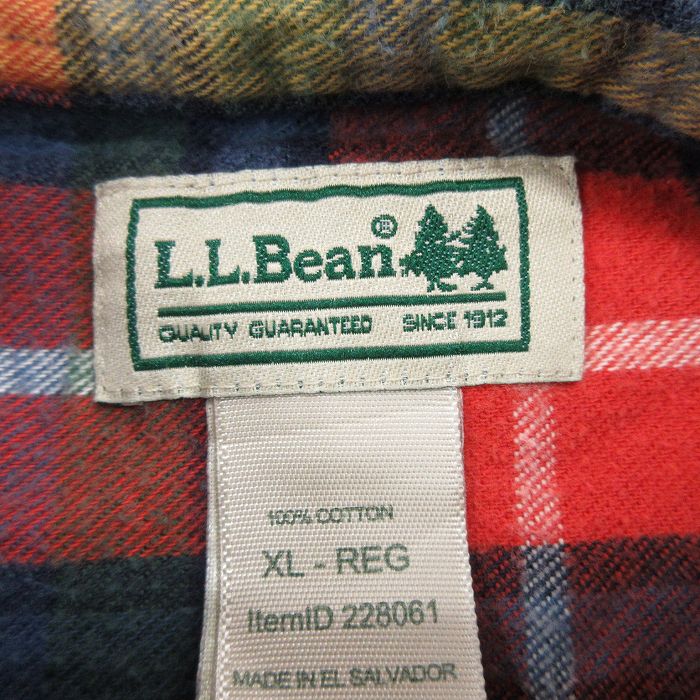 L.L.Bean®
QUALITY GUARANTEED SINCE 1912
100% COTTON
XL - REG
ItemID 228061
MADE IN EL SALVADOR